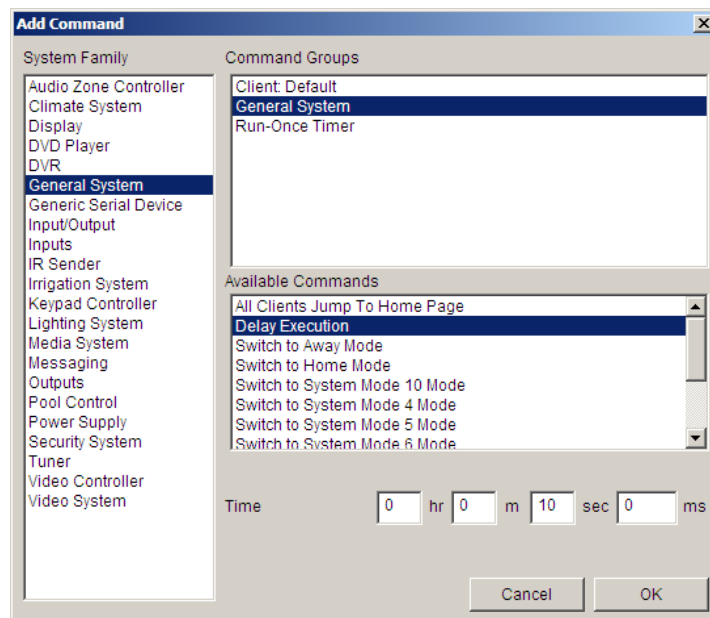 Add Command
System Family
Audio Zone Controller
Climate System
Display
DVD Player
DVR
General System
Generic Serial Device
Input/Output
Inputs
IR Sender
Irrigation System
Keypad Controller
Lighting System
Media System
Messaging
Outputs
Pool Control
Power Supply
Security System
Tuner
Video Controller
Video System
Command Groups
Client: Default
General System
Run-Once Timer
Available Commands
All Clients Jump To Home Page
Delay Execution
Switch to Away Mode
Switch to Home Mode
Switch to System Mode 10 Mode
Switch to System Mode 4 Mode
Switch to System Mode 5 Mode
Switch to System Mode 6 Mode
Time 0 hr 0 m 10 sec 0 ms
Cancel OK